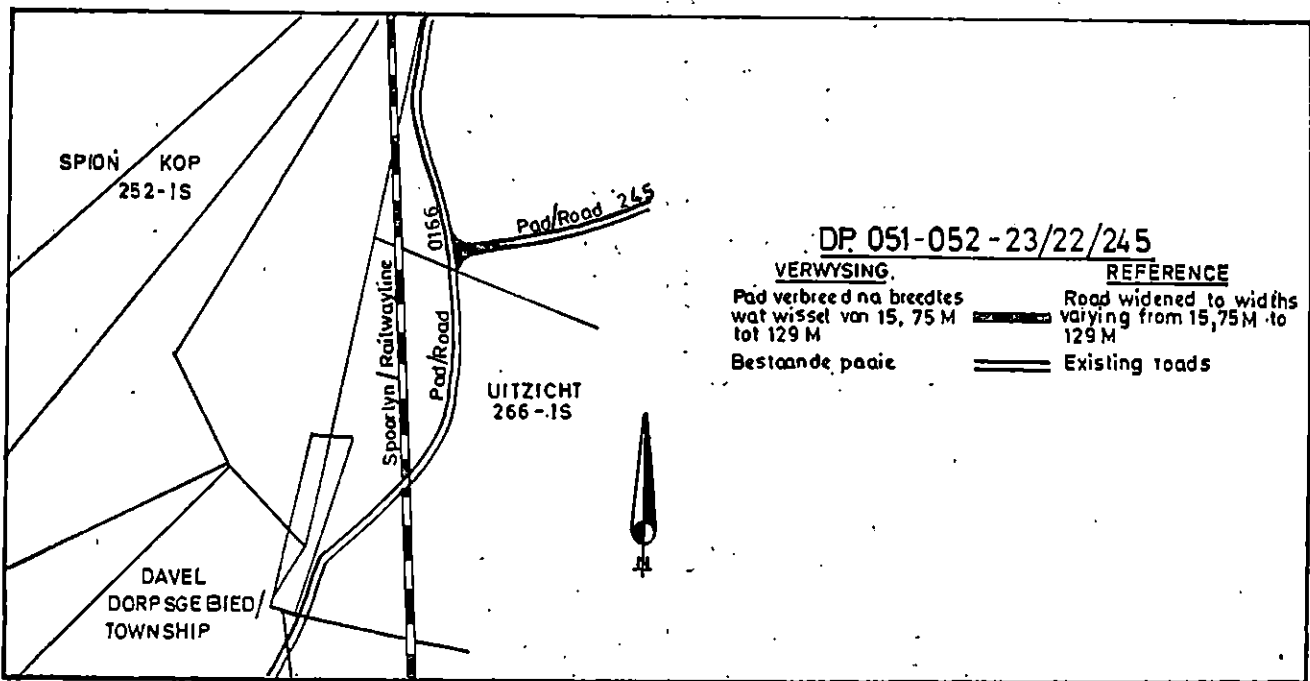 SPION KOP
252-IS
Spoorlyn/Railwayline
0166
Pad/Road
Pad/Road 245
UITZICHT
266-IS
DAVEL
DORPSGEBIED/
TOWNSHIP
N
DP. 051-052-23/22/245
VERWYSING.
Pad verbreed na breedtes
wat wissel van 15, 75 M
tot 129 M
Bestaande paaie
REFERENCE
Road widened to widths
varying from 15,75 M to
129 M
Existing roads